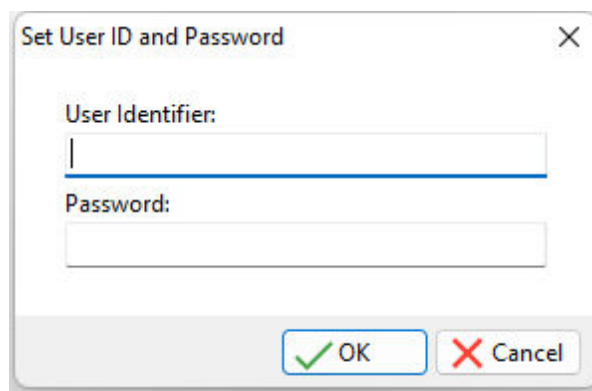 Set User ID and Password
User Identifier:
Password:
OK
Cancel